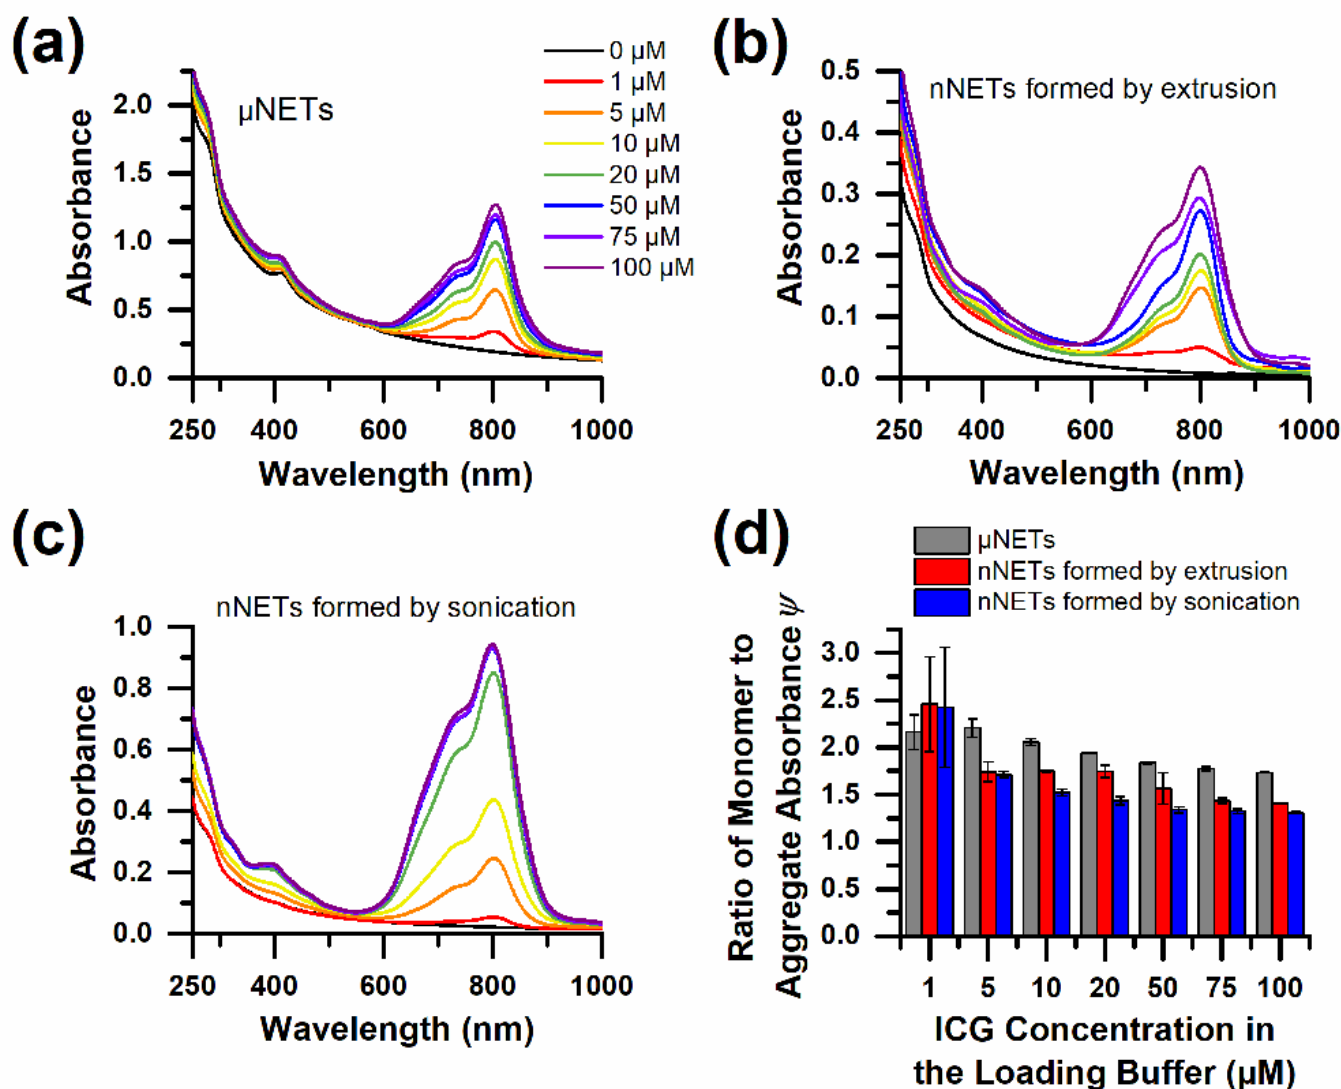 (a)
μNETs
0 μM
1 μM
5 μM
10 μM
20 μM
50 μM
75 μM
100 μM
Absorbance
2.0
1.5
1.0
0.5
0.0
250 400 600 800 1000
Wavelength (nm)
(b)
nNETs formed by extrusion
Absorbance
0.5
0.4
0.3
0.2
0.1
0.0
250 400 600 800 1000
Wavelength (nm)
(c)
nNETs formed by sonication
Absorbance
1.0
0.8
0.6
0.4
0.2
0.0
250 400 600 800 1000
Wavelength (nm)
(d)
μNETs
nNETs formed by extrusion
nNETs formed by sonication
Ratio of Monomer to
Aggregate Absorbance ψ
3.0
2.5
2.0
1.5
1.0
0.5
0.0
1 5 10 20 50 75 100
ICG Concentration in
the Loading Buffer (μM)